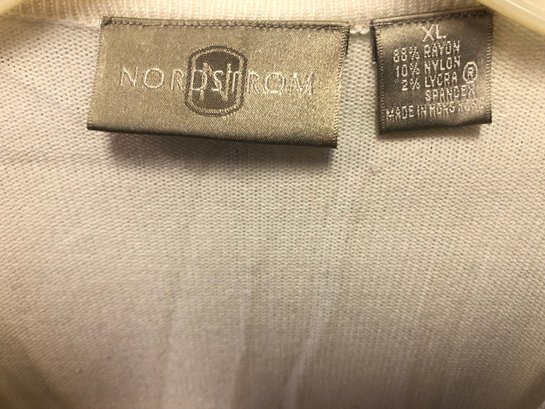 NORDSTROM
N
XL
88% RAYON
10% NYLON
2% LYCRA ®
SPANDEX
MADE IN HONG KONG